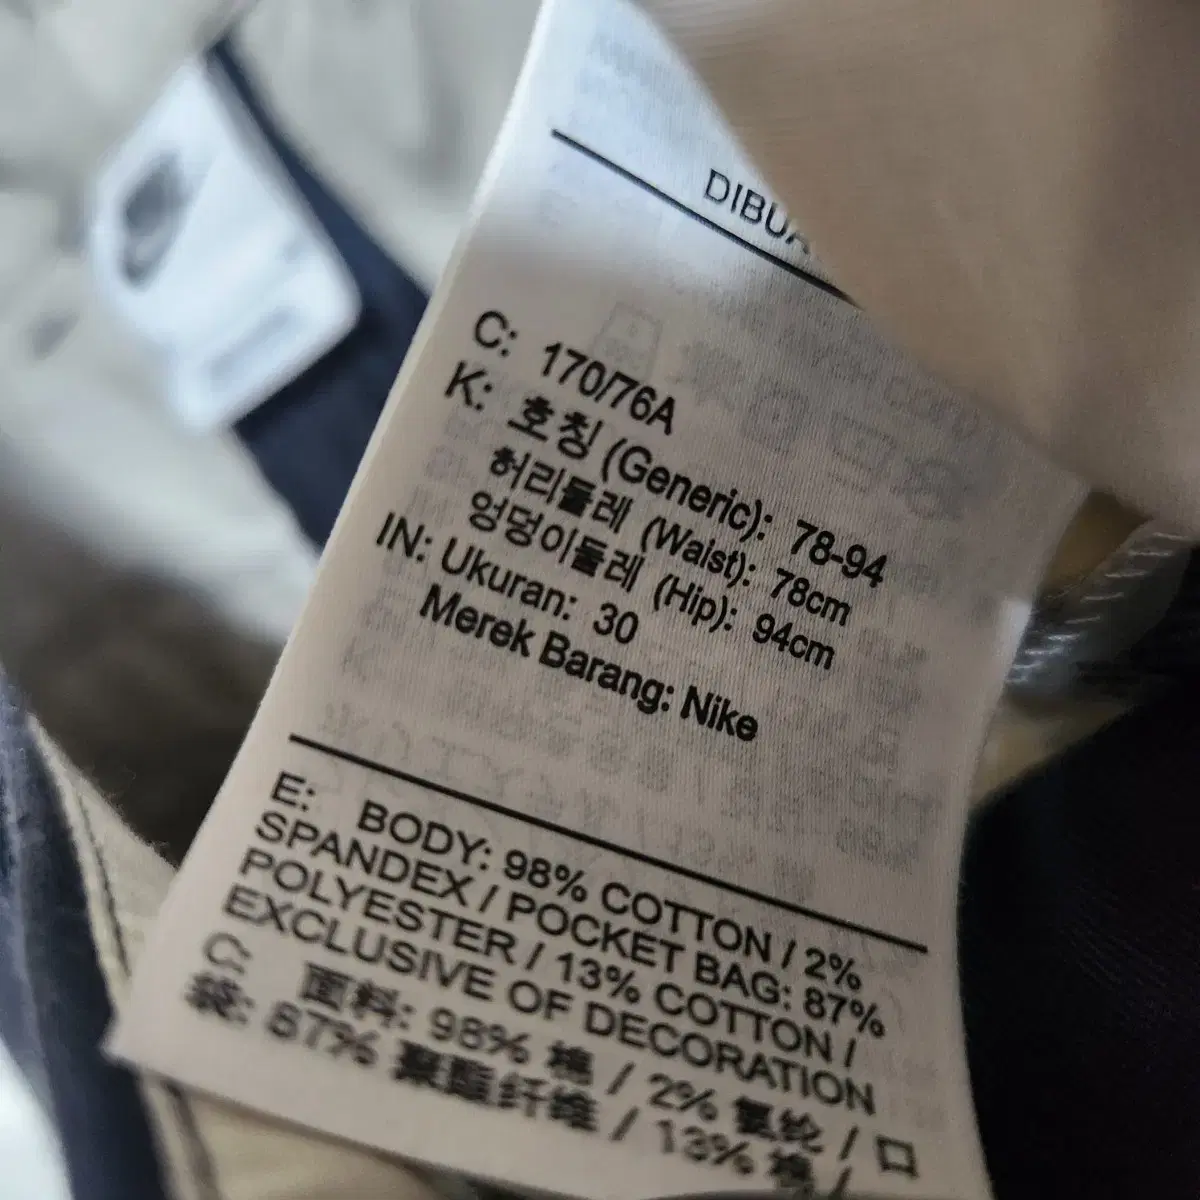 DIBUA
C: 170/76A
K: 호칭 (Generic): 78-94
허리둘레 (Waist): 78cm
엉덩이둘레 (Hip): 94cm
IN: Ukuran: 30
Merek Barang: Nike
E: BODY: 98% COTTON / 2%
SPANDEX / POCKET BAG: 87%
POLYESTER / 13% COTTON /
EXCLUSIVE OF DECORATION
C: 面料: 98% 棉 / 2% 氨纶 / 口
袋: 87% 聚酯纤维 / 13% 棉 /